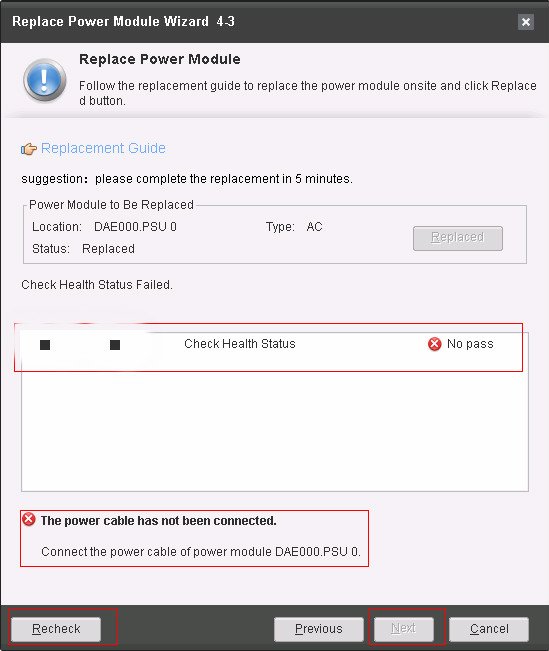 Replace Power Module Wizard 4-3
Replace Power Module
Follow the replacement guide to replace the power module onsite and click Replace
d button.
Replacement Guide
suggestion: please complete the replacement in 5 minutes.
Power Module to Be Replaced
Location: DAE000.PSU 0 Type: AC
Status: Replaced
Replaced
Check Health Status Failed.
Check Health Status No pass
The power cable has not been connected.
Connect the power cable of power module DAE000.PSU 0.
Recheck Previous Next Cancel